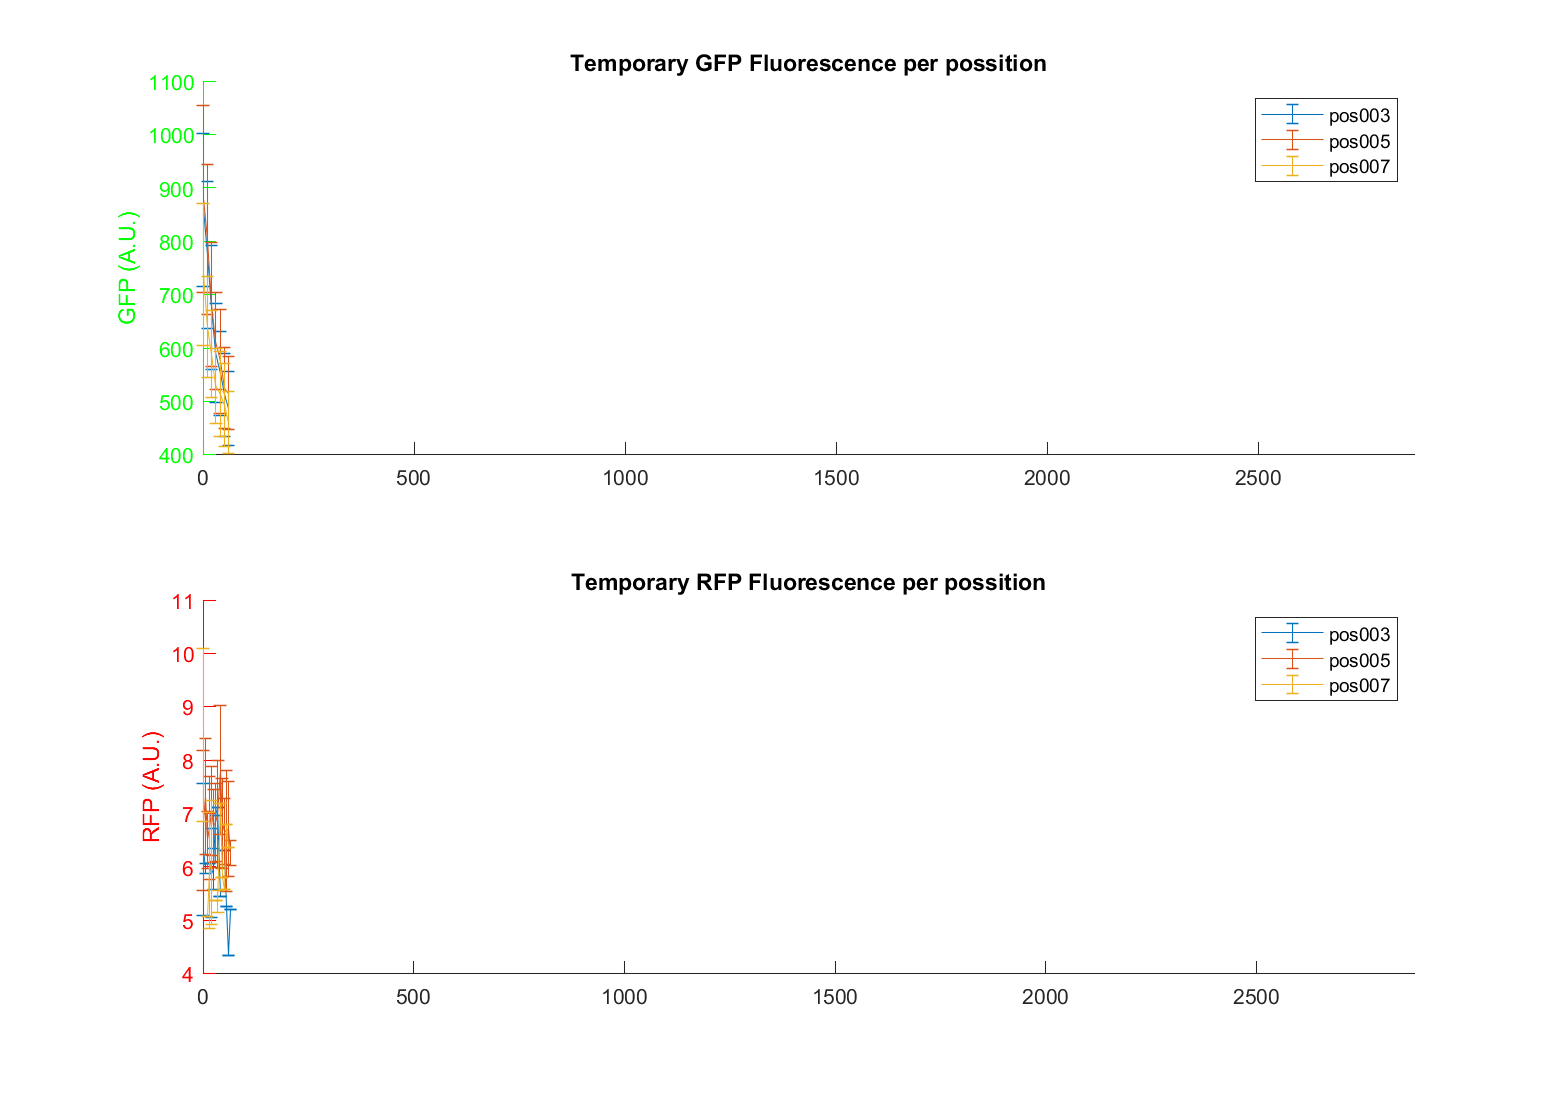 Temporary GFP Fluorescence per possition
1100
1000
900
800
700
600
500
400
GFP (A.U.)
pos003
pos005
pos007
0 500 1000 1500 2000 2500
Temporary RFP Fluorescence per possition
11
10
9
8
7
6
5
4
RFP (A.U.)
pos003
pos005
pos007
0 500 1000 1500 2000 2500